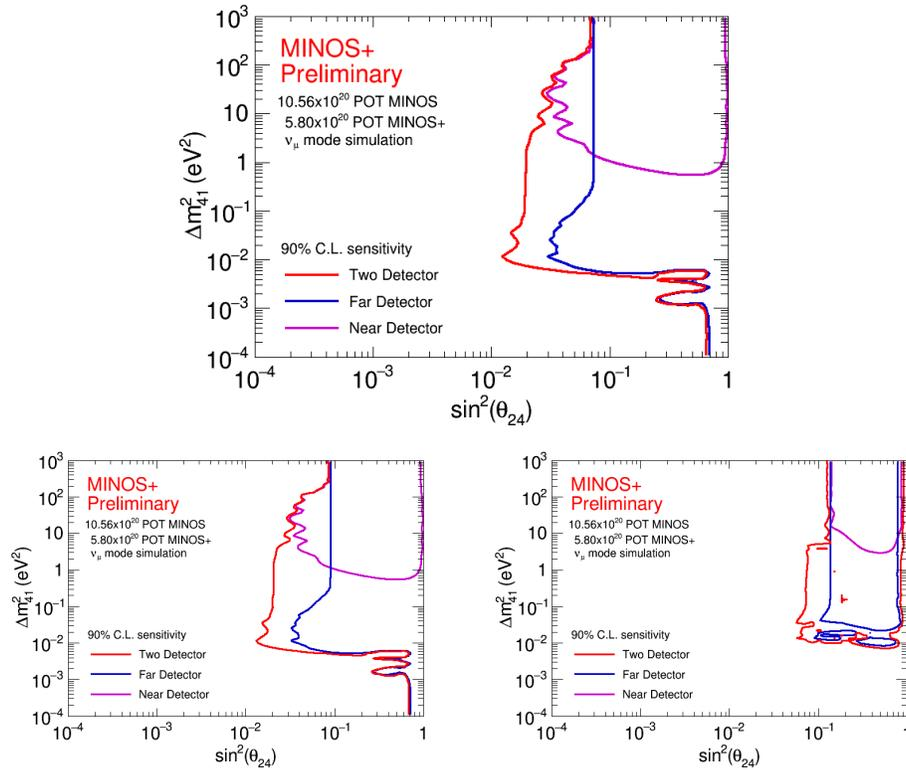 10³
10²
10
1
10⁻¹
10⁻²
10⁻³
10⁻⁴
Δm²₄₁ (eV²)
MINOS+
Preliminary
10.56x10²⁰ POT MINOS
5.80x10²⁰ POT MINOS+
νμ mode simulation
90% C.L. sensitivity
Two Detector
Far Detector
Near Detector
10⁻⁴ 10⁻³ 10⁻² 10⁻¹ 1
sin²(θ₂₄)
10³
10²
10
1
10⁻¹
10⁻²
10⁻³
10⁻⁴
Δm²₄₁ (eV²)
MINOS+
Preliminary
10.56x10²⁰ POT MINOS
5.80x10²⁰ POT MINOS+
νμ mode simulation
90% C.L. sensitivity
Two Detector
Far Detector
Near Detector
10⁻⁴ 10⁻³ 10⁻² 10⁻¹ 1
sin²(θ₂₄)
10³
10²
10
1
10⁻¹
10⁻²
10⁻³
10⁻⁴
Δm²₄₁ (eV²)
MINOS+
Preliminary
10.56x10²⁰ POT MINOS
5.80x10²⁰ POT MINOS+
νμ mode simulation
90% C.L. sensitivity
Two Detector
Far Detector
Near Detector
10⁻⁴ 10⁻³ 10⁻² 10⁻¹ 1
sin²(θ₂₄)